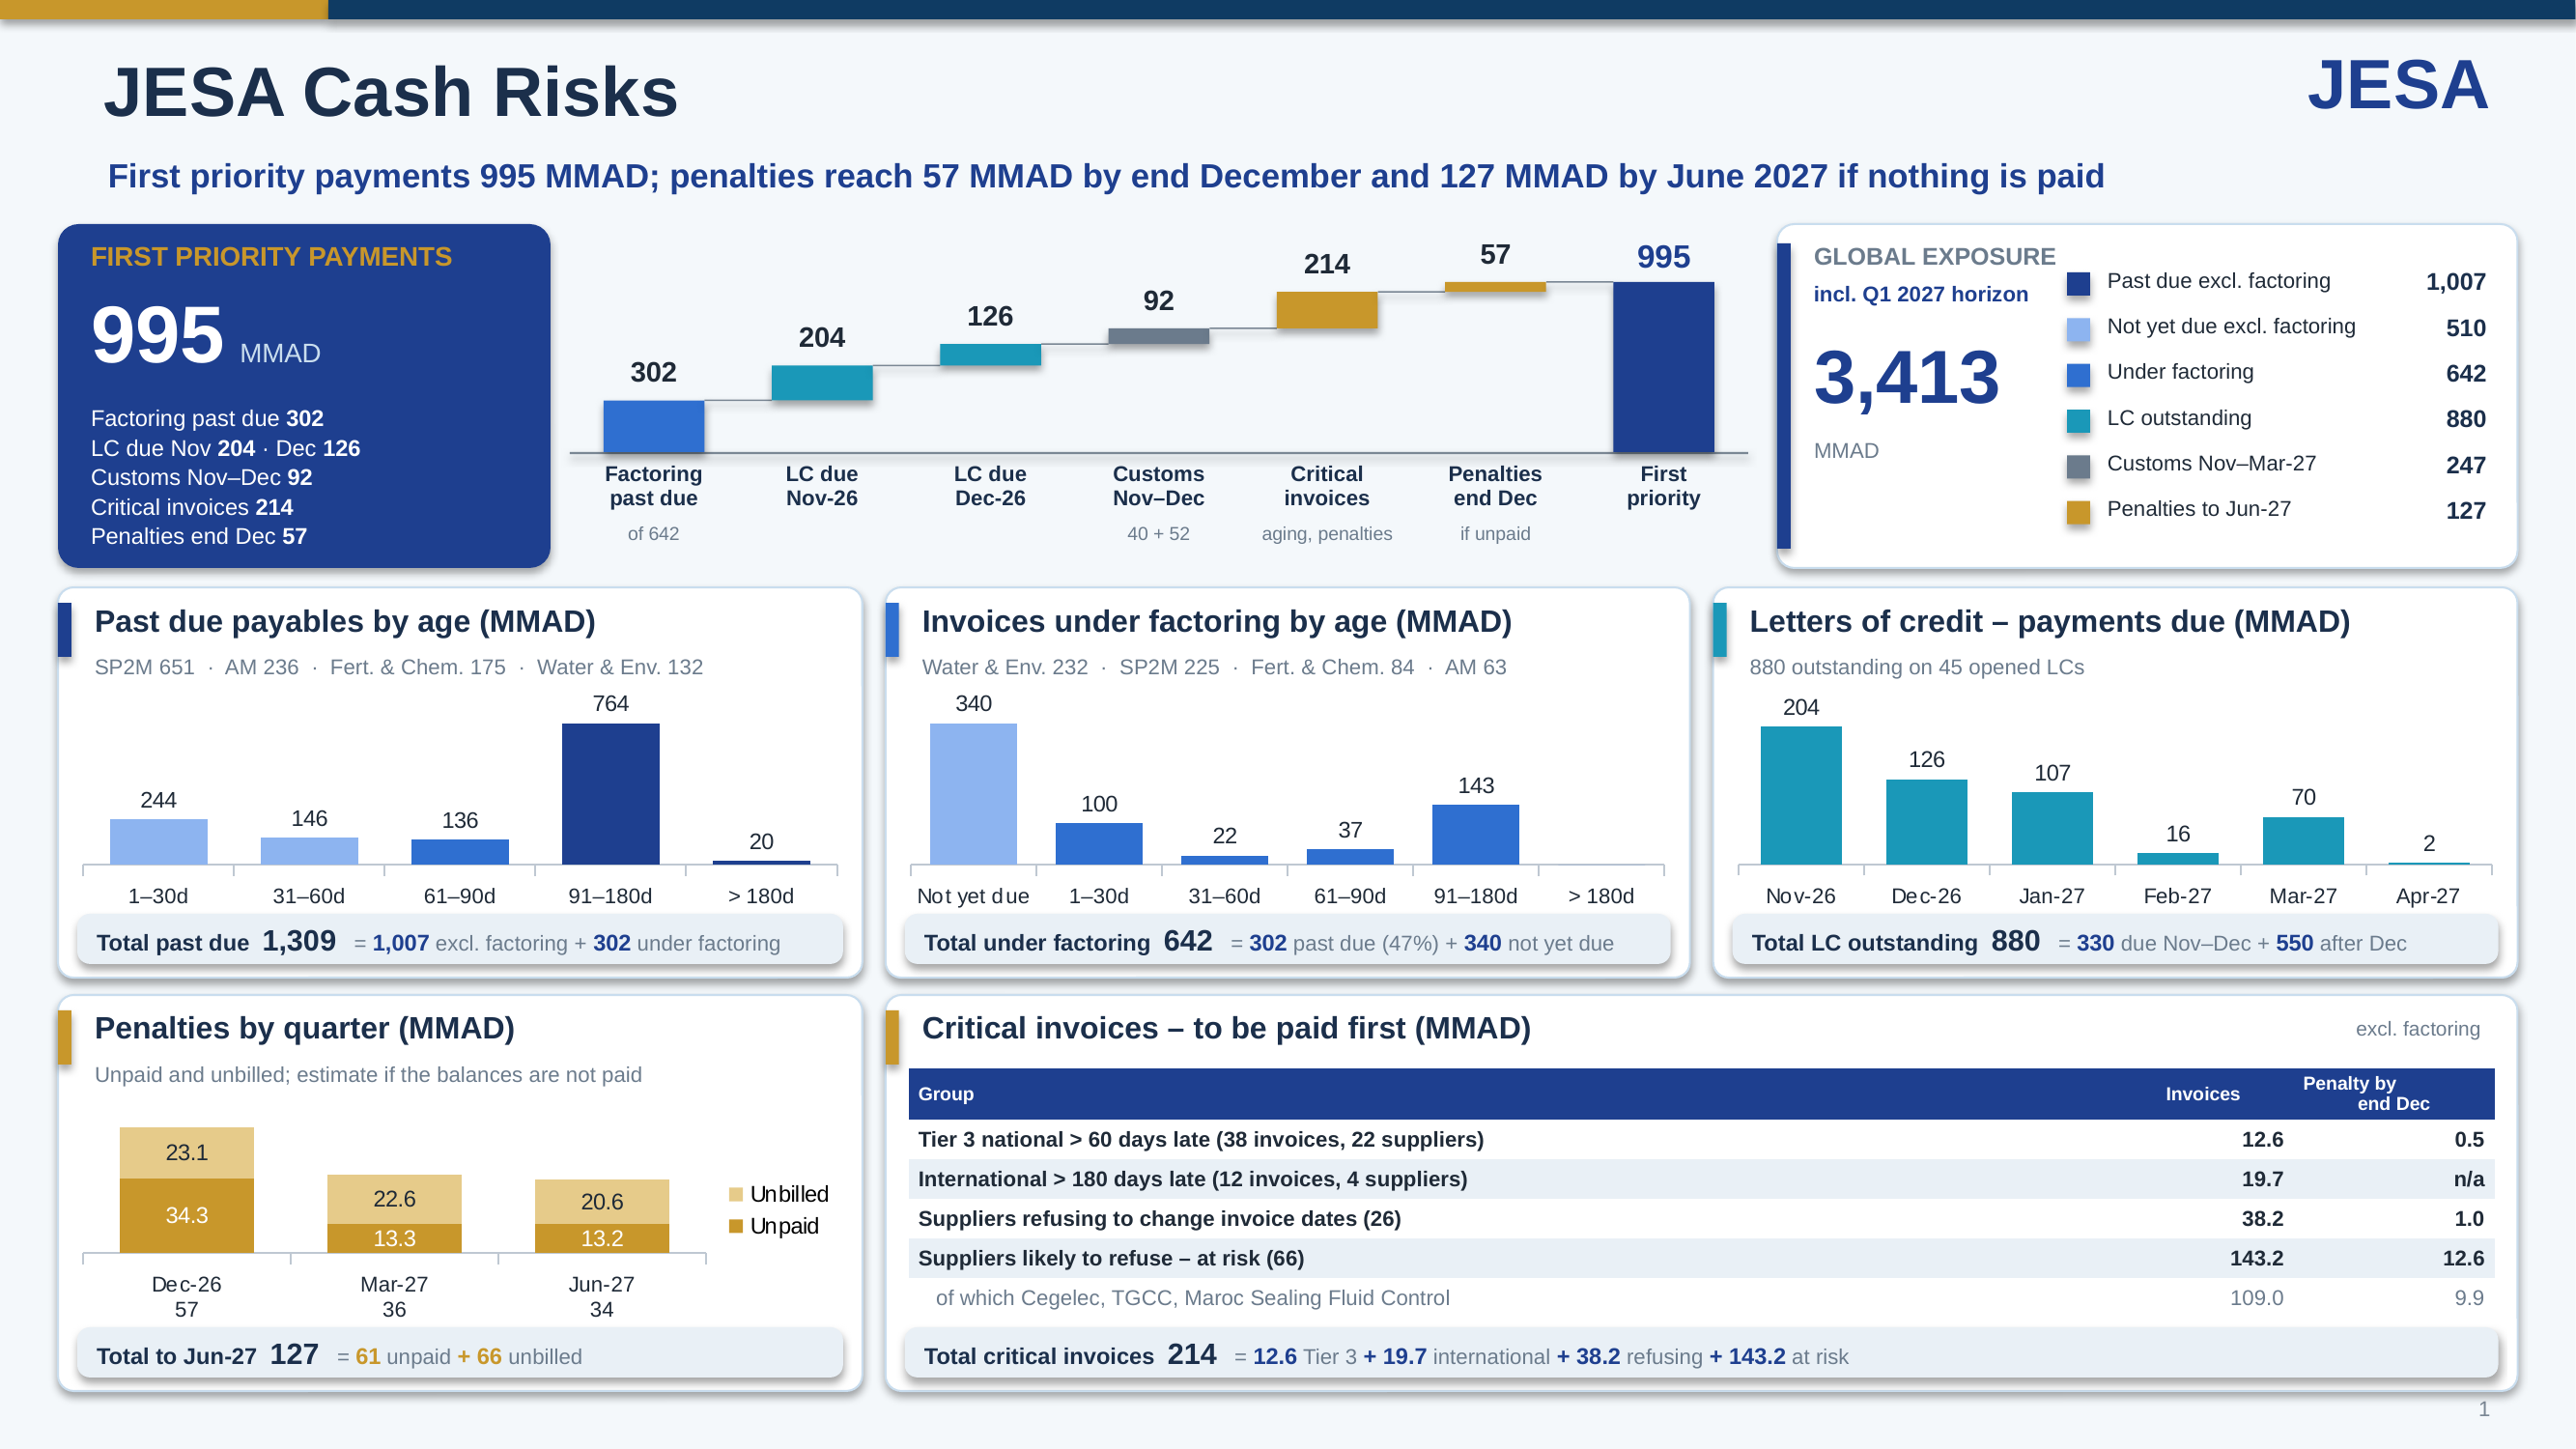 JESA Cash Risks
JESA
First priority payments 995 MMAD; penalties reach 57 MMAD by end December and 127 MMAD by June 2027 if nothing is paid
FIRST PRIORITY PAYMENTS
995 MMAD
Factoring past due 302
LC due Nov 204 · Dec 126
Customs Nov–Dec 92
Critical invoices 214
Penalties end Dec 57
302
204
126
92
214
57
995
Factoring past due
of 642
LC due Nov-26
LC due Dec-26
Customs Nov–Dec
40 + 52
Critical invoices
aging, penalties
Penalties end Dec
if unpaid
First priority
GLOBAL EXPOSURE
incl. Q1 2027 horizon
3,413
MMAD
Past due excl. factoring 1,007
Not yet due excl. factoring 510
Under factoring 642
LC outstanding 880
Customs Nov–Mar-27 247
Penalties to Jun-27 127
Past due payables by age (MMAD)
SP2M 651 · AM 236 · Fert. & Chem. 175 · Water & Env. 132
244
146
136
764
20
1–30d
31–60d
61–90d
91–180d
> 180d
Total past due 1,309 = 1,007 excl. factoring + 302 under factoring
Invoices under factoring by age (MMAD)
Water & Env. 232 · SP2M 225 · Fert. & Chem. 84 · AM 63
340
100
22
37
143
Not yet due
1–30d
31–60d
61–90d
91–180d
> 180d
Total under factoring 642 = 302 past due (47%) + 340 not yet due
Letters of credit – payments due (MMAD)
880 outstanding on 45 opened LCs
204
126
107
16
70
2
Nov-26
Dec-26
Jan-27
Feb-27
Mar-27
Apr-27
Total LC outstanding 880 = 330 due Nov–Dec + 550 after Dec
Penalties by quarter (MMAD)
Unpaid and unbilled; estimate if the balances are not paid
23.1
34.3
22.6
13.3
20.6
13.2
Unbilled
Unpaid
Dec-26
57
Mar-27
36
Jun-27
34
Total to Jun-27 127 = 61 unpaid + 66 unbilled
Critical invoices – to be paid first (MMAD)
excl. factoring
Group Invoices Penalty by end Dec
Tier 3 national > 60 days late (38 invoices, 22 suppliers) 12.6 0.5
International > 180 days late (12 invoices, 4 suppliers) 19.7 n/a
Suppliers refusing to change invoice dates (26) 38.2 1.0
Suppliers likely to refuse – at risk (66) 143.2 12.6
of which Cegelec, TGCC, Maroc Sealing Fluid Control 109.0 9.9
Total critical invoices 214 = 12.6 Tier 3 + 19.7 international + 38.2 refusing + 143.2 at risk
1